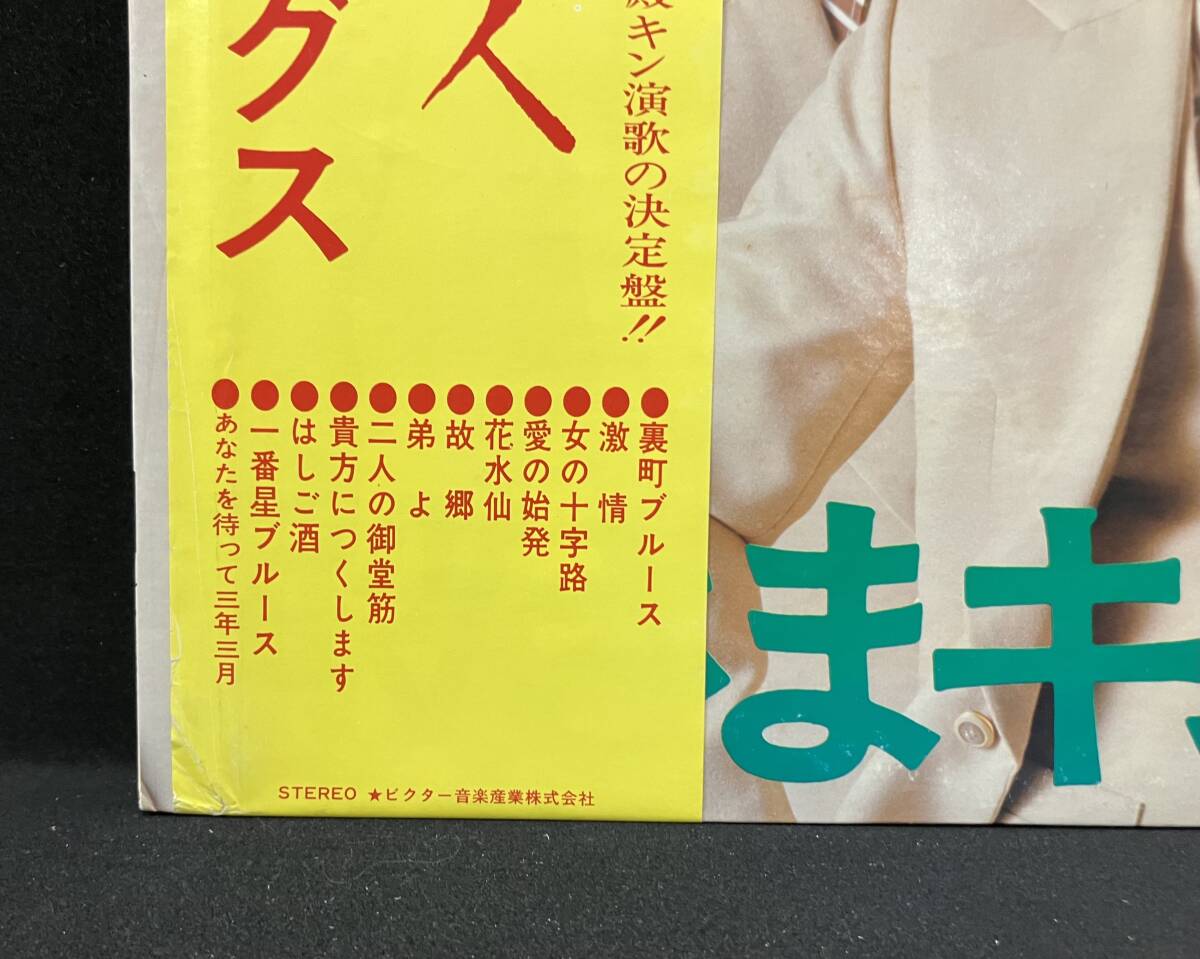 キン演歌の決定盤!!
人
グス
●裏町ブルース
●激情
●女の十字路
●愛の始発
●花水仙
●故郷
●弟よ
●二人の御堂筋
●貴方につくします
●はしご酒
●一番星ブルース
●あなたを待って三年三月
STEREO ★ビクター音楽産業株式会社
まキ